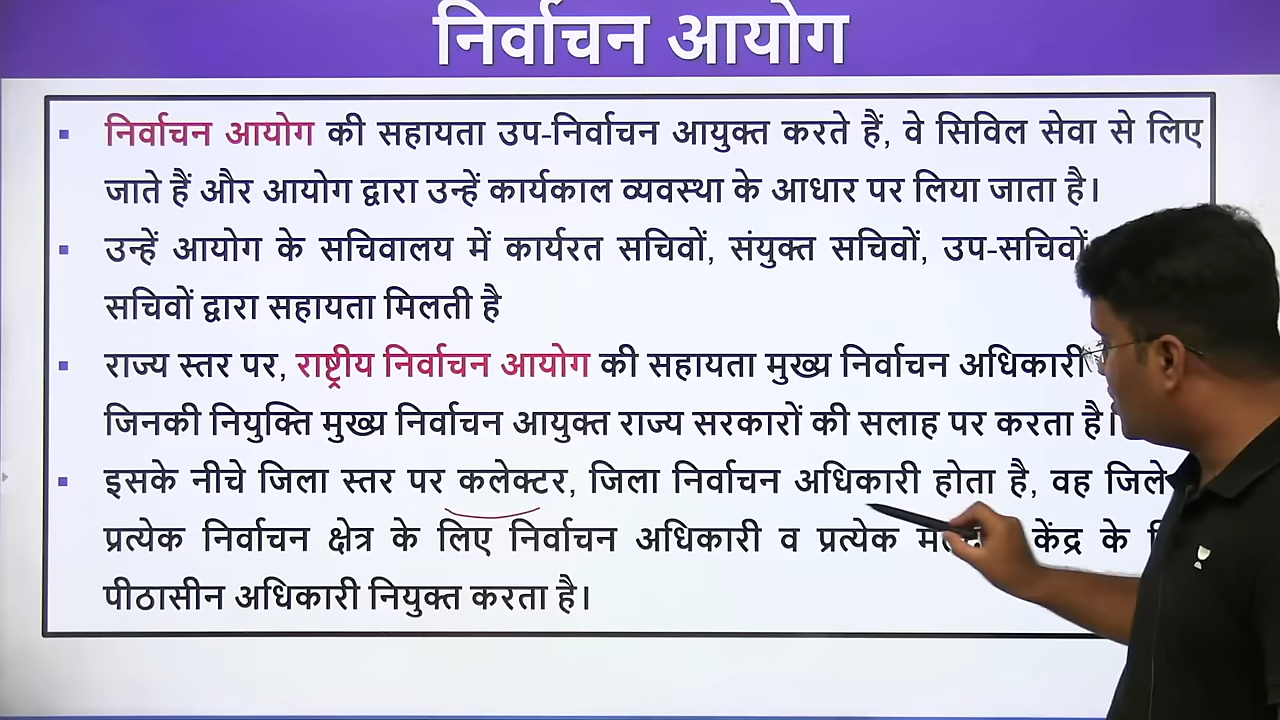 निर्वाचन आयोग
निर्वाचन आयोग की सहायता उप-निर्वाचन आयुक्त करते हैं, वे सिविल सेवा से लिए
जाते हैं और आयोग द्वारा उन्हें कार्यकाल व्यवस्था के आधार पर लिया जाता है।
उन्हें आयोग के सचिवालय में कार्यरत सचिवों, संयुक्त सचिवों, उप-सचिवों
सचिवों द्वारा सहायता मिलती है
राज्य स्तर पर, राष्ट्रीय निर्वाचन आयोग की सहायता मुख्य निर्वाचन अधिकारी
जिनकी नियुक्ति मुख्य निर्वाचन आयुक्त राज्य सरकारों की सलाह पर करता है।
इसके नीचे जिला स्तर पर कलेक्टर, जिला निर्वाचन अधिकारी होता है, वह जिले
प्रत्येक निर्वाचन क्षेत्र के लिए निर्वाचन अधिकारी व प्रत्येक केंद्र के
पीठासीन अधिकारी नियुक्त करता है।